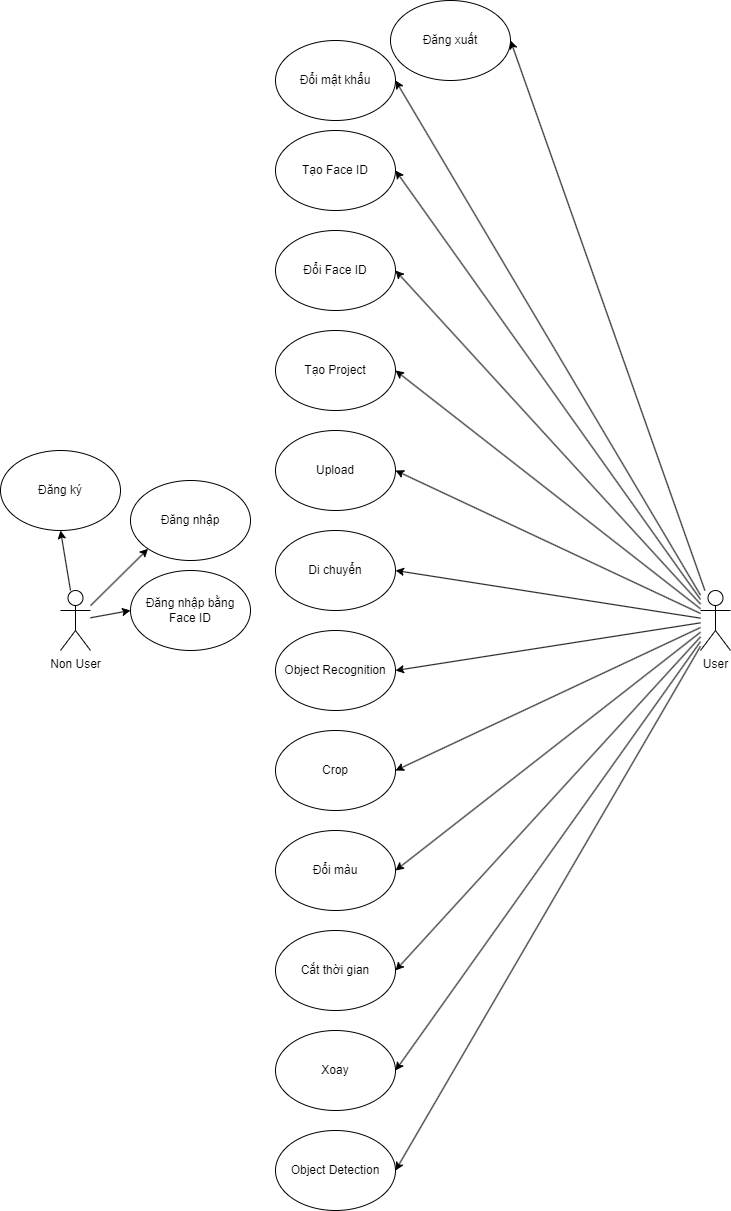 Đăng xuất
Đổi mật khẩu
Tạo Face ID
Đổi Face ID
Tạo Project
Upload
Đăng ký
Đăng nhập
Di chuyển
Đăng nhập bằng
Face ID
Non User
User
Object Recognition
Crop
Đổi màu
Cắt thời gian
Xoay
Object Detection